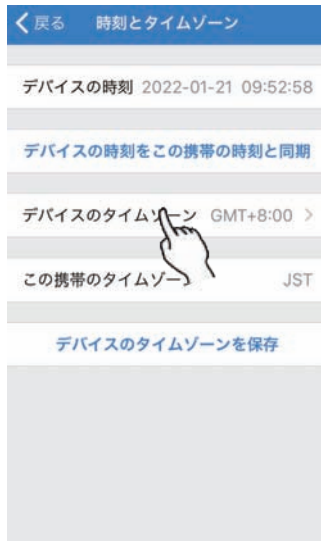 戻る 時刻とタイムゾーン
デバイスの時刻 2022-01-21 09:52:58
デバイスの時刻をこの携帯の時刻と同期
デバイスのタイムゾーン GMT+8:00 >
この携帯のタイムゾーン JST
デバイスのタイムゾーンを保存